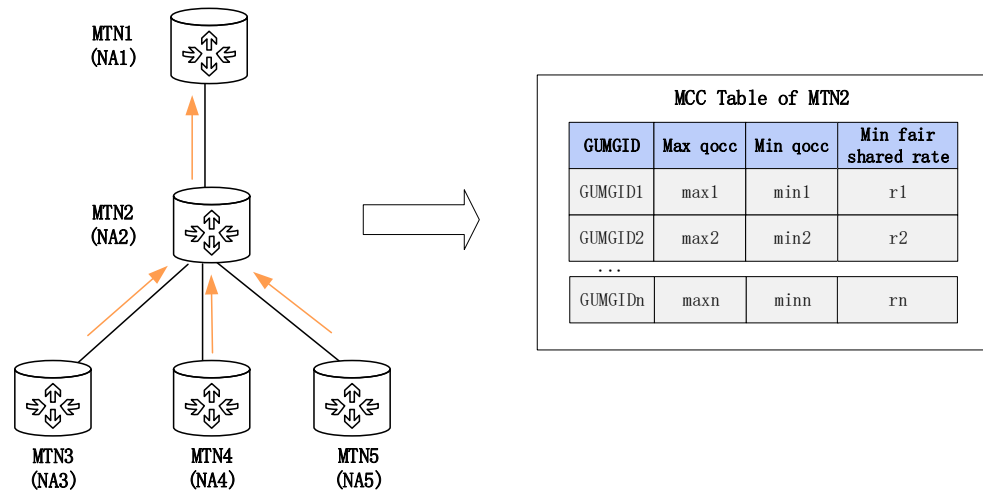 MTN1
(NA1)
MTN2
(NA2)
MTN3
(NA3)
MTN4
(NA4)
MTN5
(NA5)
MCC Table of MTN2
GUMGID Max qocc Min qocc Min fair
shared rate
GUMGID1 max1 min1 r1
GUMGID2 max2 min2 r2
...
GUMGIDn maxn minn rn